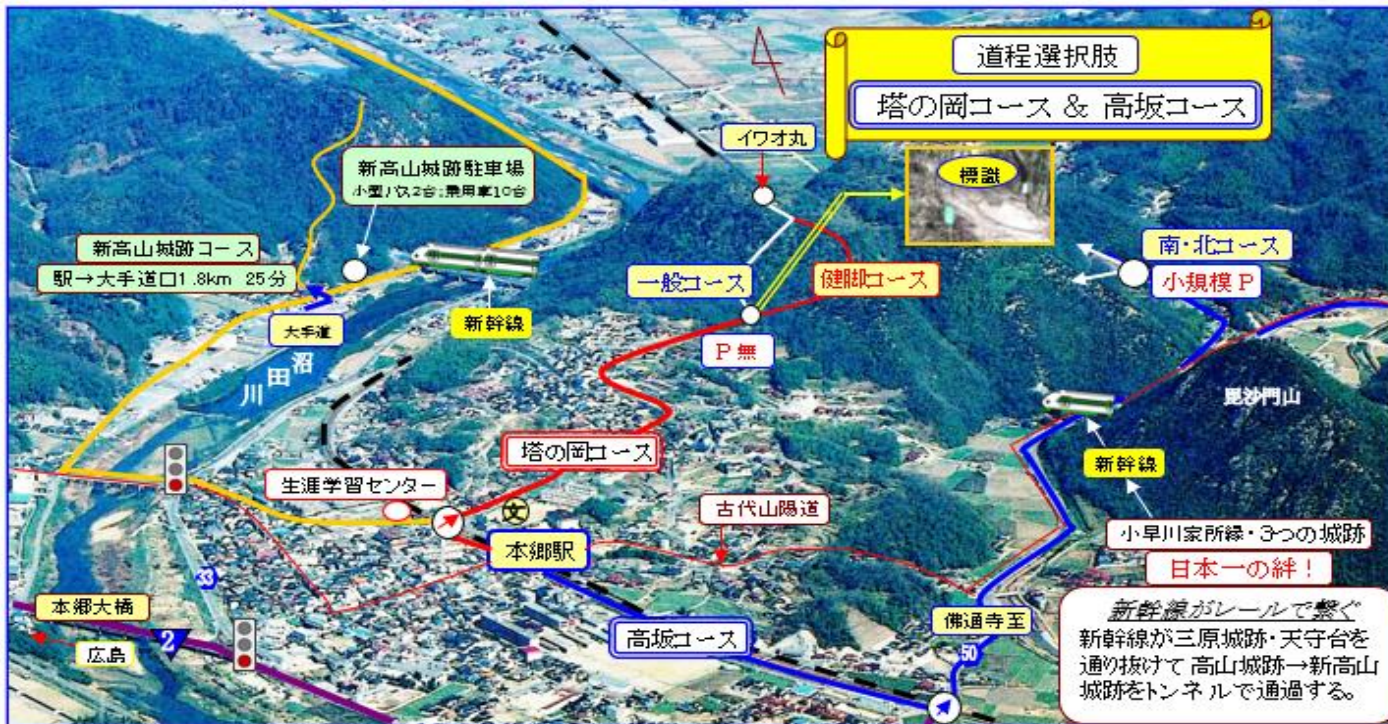 道程選択肢
塔の岡コース & 高坂コース
イワオ丸
標識
新高山城跡駐車場
小型バス2台:乗用車10台
新高山城跡コース
駅→大手道口1.8km 25分
大手道
新幹線
一般コース
健脚コース
P無
南・北コース
小規模P
毘沙門山
沼田川
塔の岡コース
生涯学習センター
文
本郷駅
古代山陽道
新幹線
小早川家所縁・3つの城跡
日本一の絆!
新幹線がレールで繋ぐ
新幹線が三原城跡・天守台を
通り抜けて高山城跡→新高山
城跡をトンネルで通過する。
33
本郷大橋
2
広島
高坂コース
佛通寺至
50